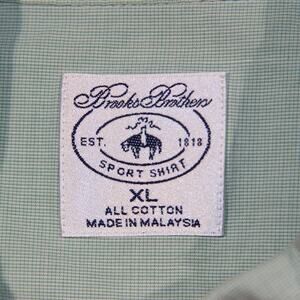 Brooks Brothers
EST. 1818
SPORT SHIRT
XL
ALL COTTON
MADE IN MALAYSIA